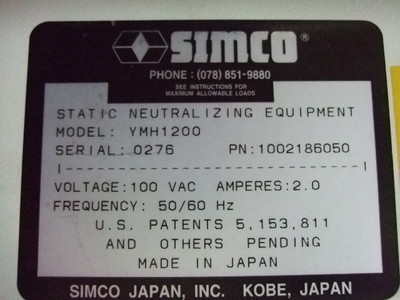 SIMCO®
PHONE: (078) 851-9880
SEE INSTRUCTIONS FOR
MAXIMUM ALLOWABLE LOADS
STATIC NEUTRALIZING EQUIPMENT
MODEL: YMH1200
SERIAL: 0276 PN:1002186050
VOLTAGE:100 VAC AMPERES:2.0
FREQUENCY: 50/60 Hz
U.S. PATENTS 5,153,811
AND OTHERS PENDING
MADE IN JAPAN
SIMCO JAPAN, INC. KOBE, JAPAN